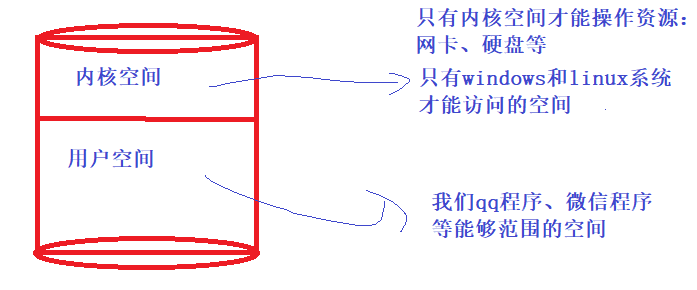 只有内核空间才能操作资源：
网卡、硬盘等
内核空间
只有windows和linux系统
才能访问的空间
用户空间
我们qq程序、微信程序
等能够范围的空间